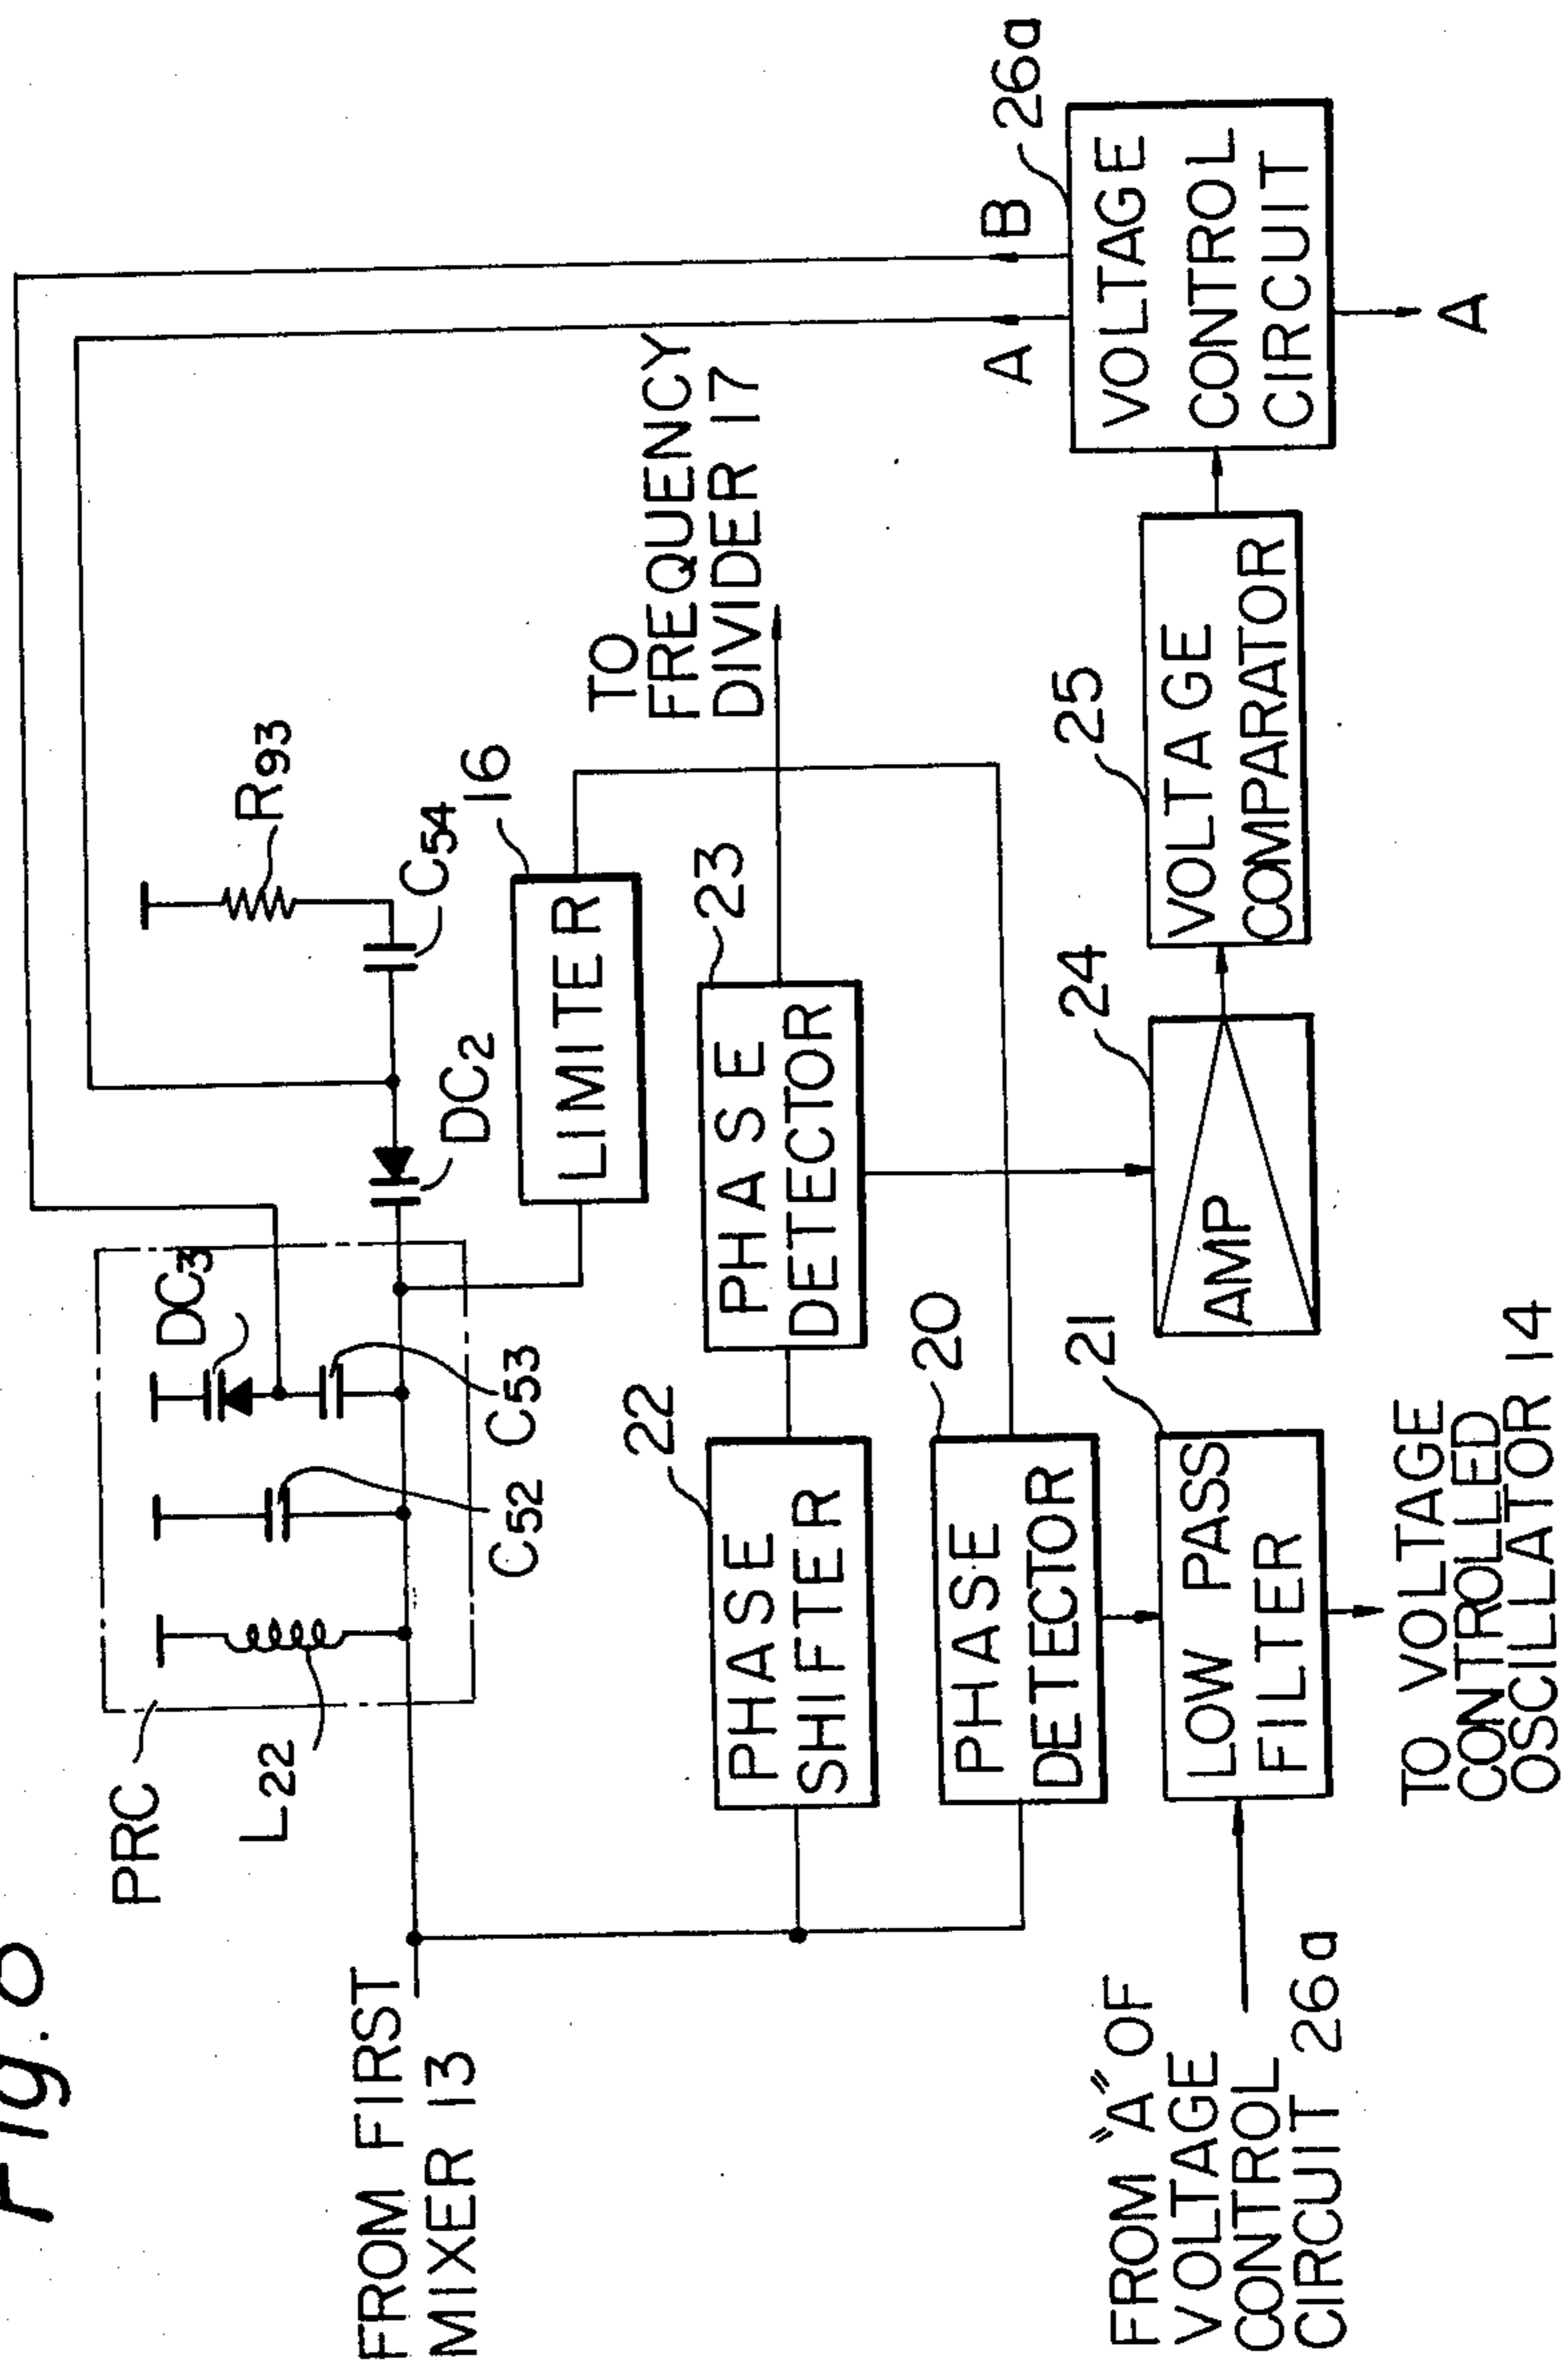 Fig.
PRC
L22
DC3
R93
C52
C53
DC2
C54
16
FROM FIRST
MIXER 13
LIMITER
TO
FREQUENCY
DIVIDER 17
22
PHASE
SHIFTER
23
PHASE
DETECTOR
20
PHASE
DETECTOR
A
B
26a
24
AMP
25
VOLTAGE
COMPARATOR
VOLTAGE
CONTROL
CIRCUIT
21
LOW PASS
FILTER
FROM "A" OF
VOLTAGE
CONTROL
CIRCUIT 26a
A
TO VOLTAGE
CONTROLLED
OSCILLATOR 14